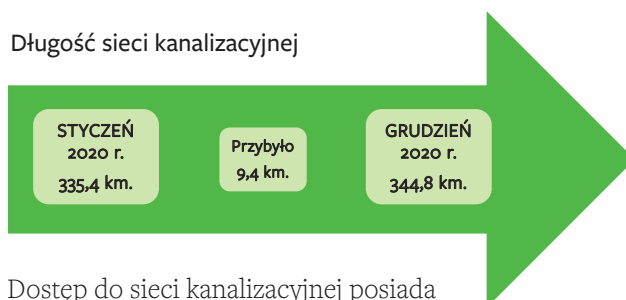 Długość sieci kanalizacyjnej
STYCZEŃ
2020 r.
335,4 km.
Przybyło
9,4 km.
GRUDZIEŃ
2020 r.
344,8 km.
Dostęp do sieci kanalizacyjnej posiada